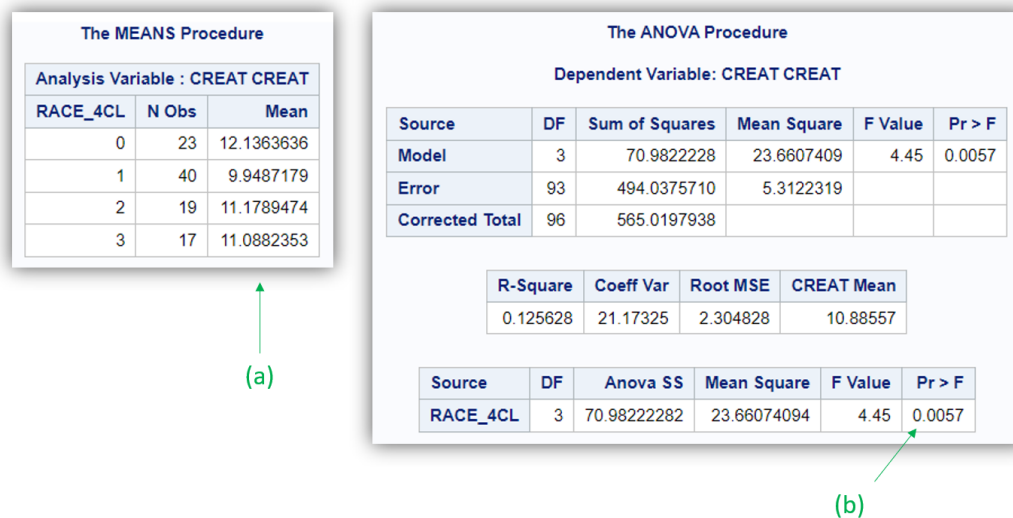 The MEANS Procedure
Analysis Variable : CREAT CREAT
RACE_4CL N Obs Mean
0 23 12.1363636
1 40 9.9487179
2 19 11.1789474
3 17 11.0882353
(a)
The ANOVA Procedure
Dependent Variable: CREAT CREAT
Source DF Sum of Squares Mean Square F Value Pr > F
Model 3 70.9822228 23.6607409 4.45 0.0057
Error 93 494.0375710 5.3122319
Corrected Total 96 565.0197938
R-Square Coeff Var Root MSE CREAT Mean
0.125628 21.17325 2.304828 10.88557
Source DF Anova SS Mean Square F Value Pr > F
RACE_4CL 3 70.98222282 23.66074094 4.45 0.0057
(b)